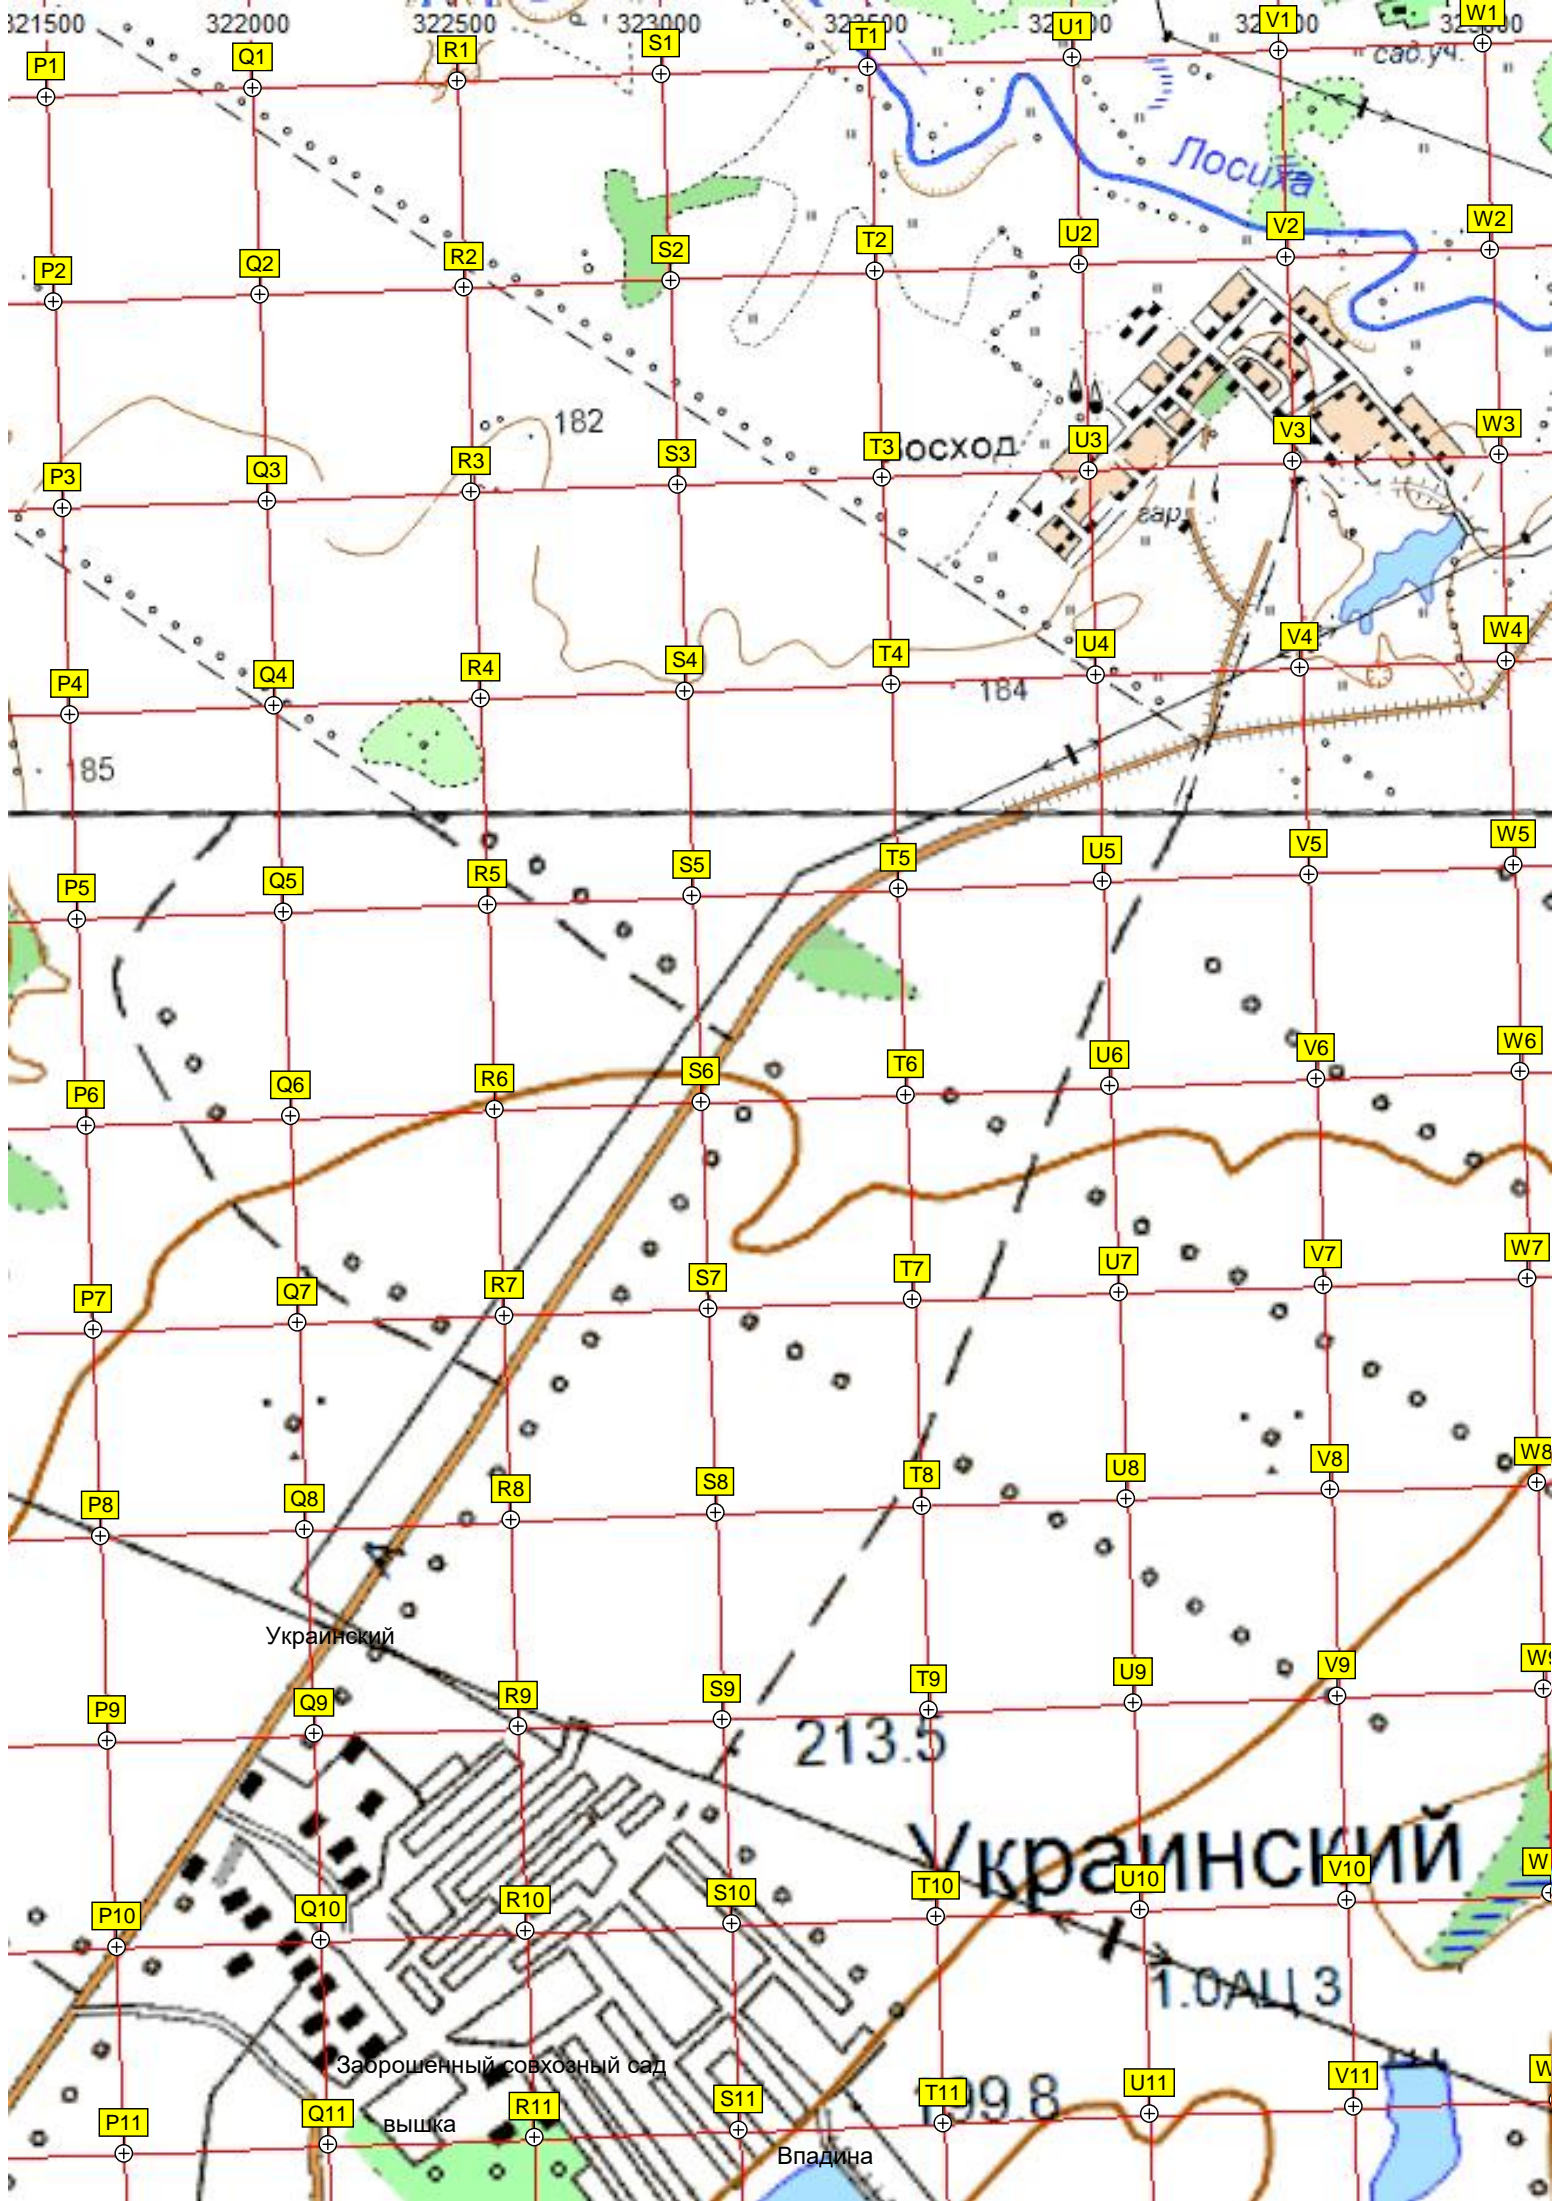 321500 322000 322500 323000
P1 Q1 R1 S1 T1 U1 V1 W1
сад.уч.
Лосиха
P2 Q2 R2 S2 T2 U2 V2 W2
182
P3 Q3 R3 S3 T3 U3 V3 W3
гар.
P4 Q4 R4 S4 T4 U4 V4 W4
184
85
P5 Q5 R5 S5 T5 U5 V5 W5
P6 Q6 R6 S6 T6 U6 V6 W6
P7 Q7 R7 S7 T7 U7 V7 W7
P8 Q8 R8 S8 T8 U8 V8 W8
Украинский
P9 Q9 R9 S9 T9 U9 V9 W9
213.5
Украинский
P10 Q10 R10 S10 T10 U10 V10
1.0АЦ 3
Заброшенный совхозный сад
P11 Q11 R11 S11 T11 U11 V11
вышка
Впадина